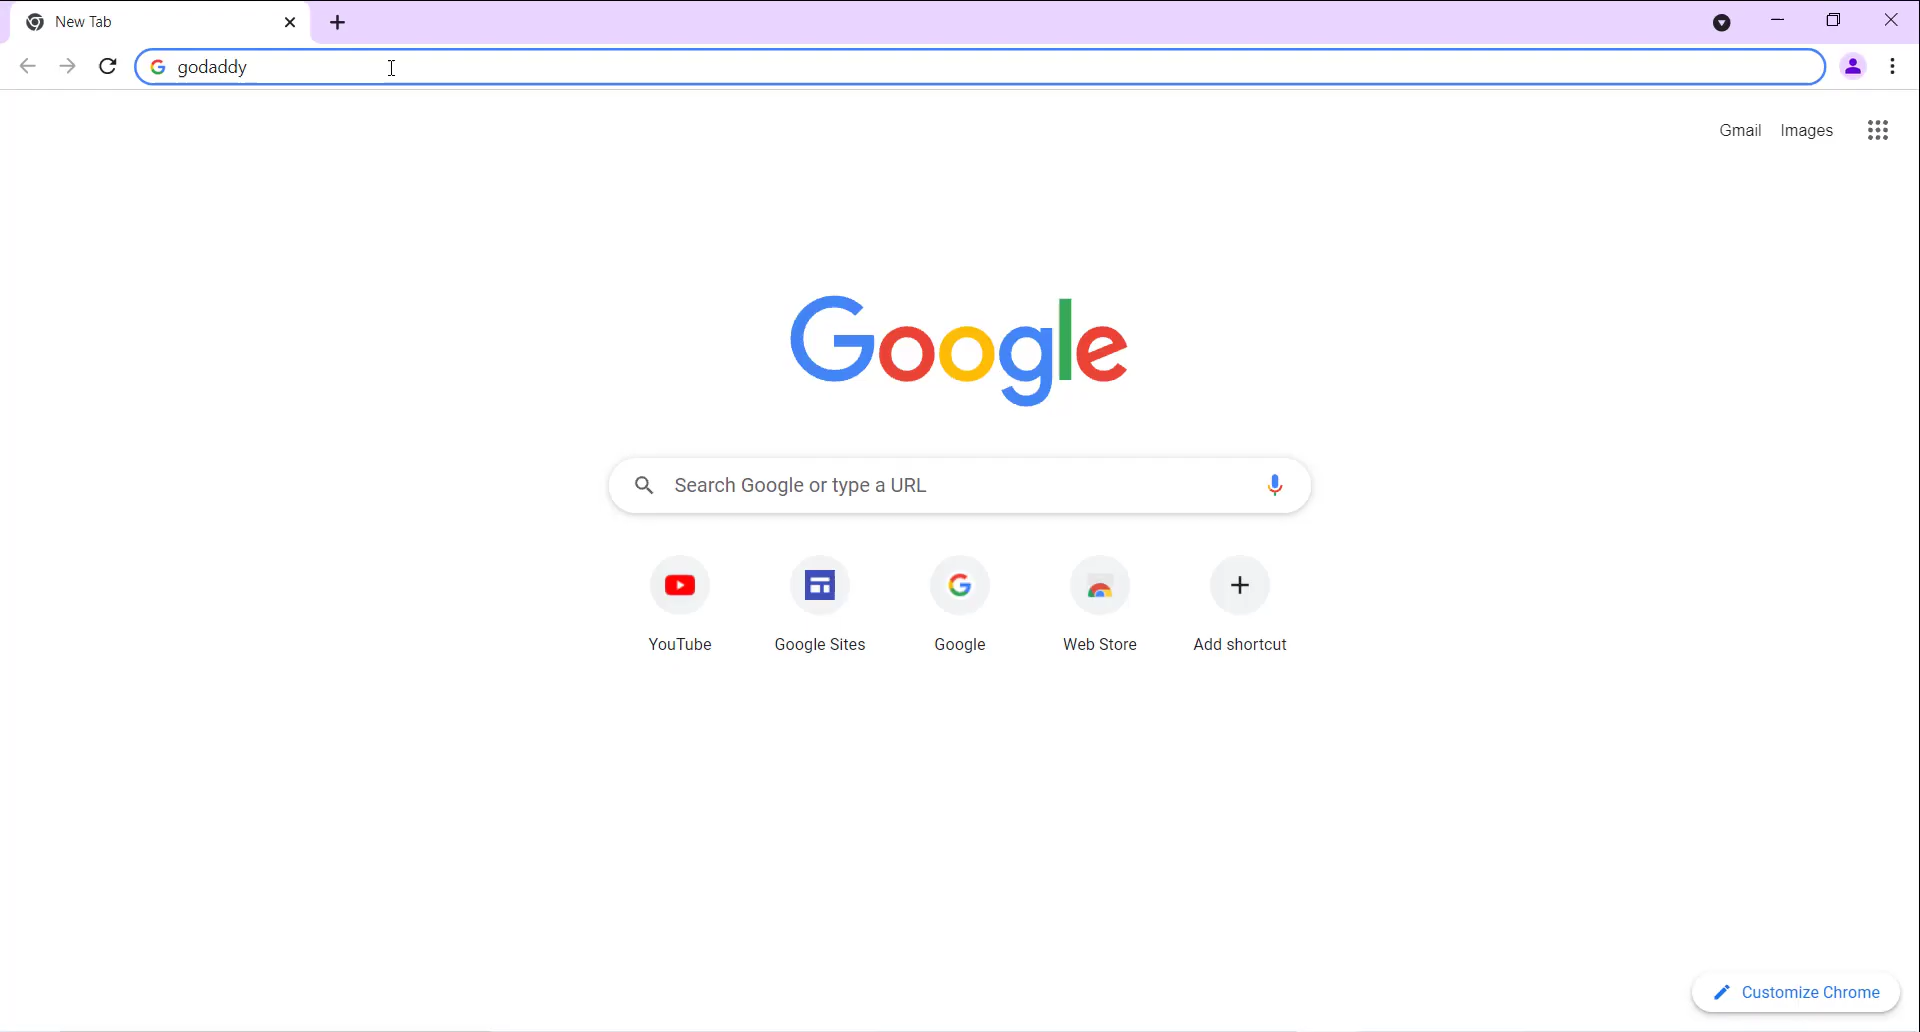 New Tab
godaddy
Gmail Images
Google
Search Google or type a URL
YouTube Google Sites Google Web Store Add shortcut
Customize Chrome